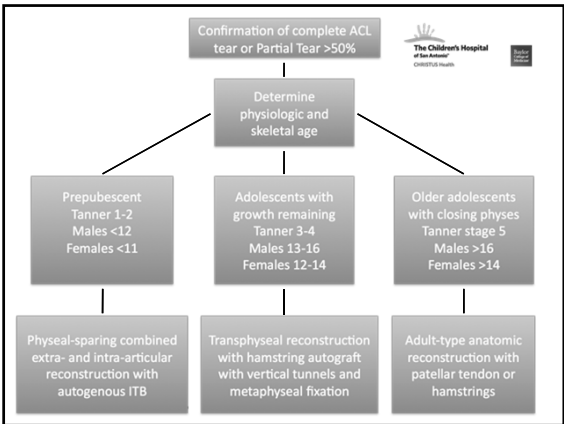 Confirmation of complete ACL
tear or Partial Tear >50%
The Children's Hospital
of San Antonio
CHRISTUS Health
Baylor
College of
Medicine
Determine
physiologic and
skeletal age
Prepubescent
Tanner 1-2
Males <12
Females <11
Adolescents with
growth remaining
Tanner 3-4
Males 13-16
Females 12-14
Older adolescents
with closing physes
Tanner stage 5
Males >16
Females >14
Physeal-sparing combined
extra- and intra-articular
reconstruction with
autogenous ITB
Transphyseal reconstruction
with hamstring autograft
with vertical tunnels and
metaphyseal fixation
Adult-type anatomic
reconstruction with
patellar tendon or
hamstrings